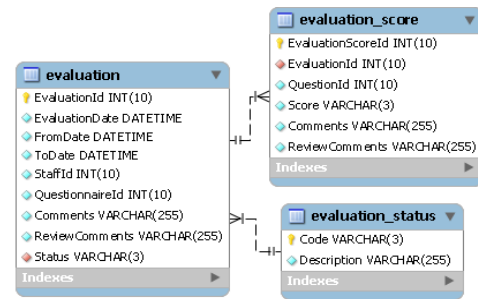 evaluation
EvaluationId INT(10)
EvaluationDate DATETIME
FromDate DATETIME
ToDate DATETIME
StaffId INT(10)
QuestionnaireId INT(10)
Comments VARCHAR(255)
ReviewComments VARCHAR(255)
Status VARCHAR(3)
Indexes
evaluation_score
EvaluationScoreId INT(10)
EvaluationId INT(10)
QuestionId INT(10)
Score VARCHAR(3)
Comments VARCHAR(255)
ReviewComments VARCHAR(255)
Indexes
evaluation_status
Code VARCHAR(3)
Description VARCHAR(255)
Indexes